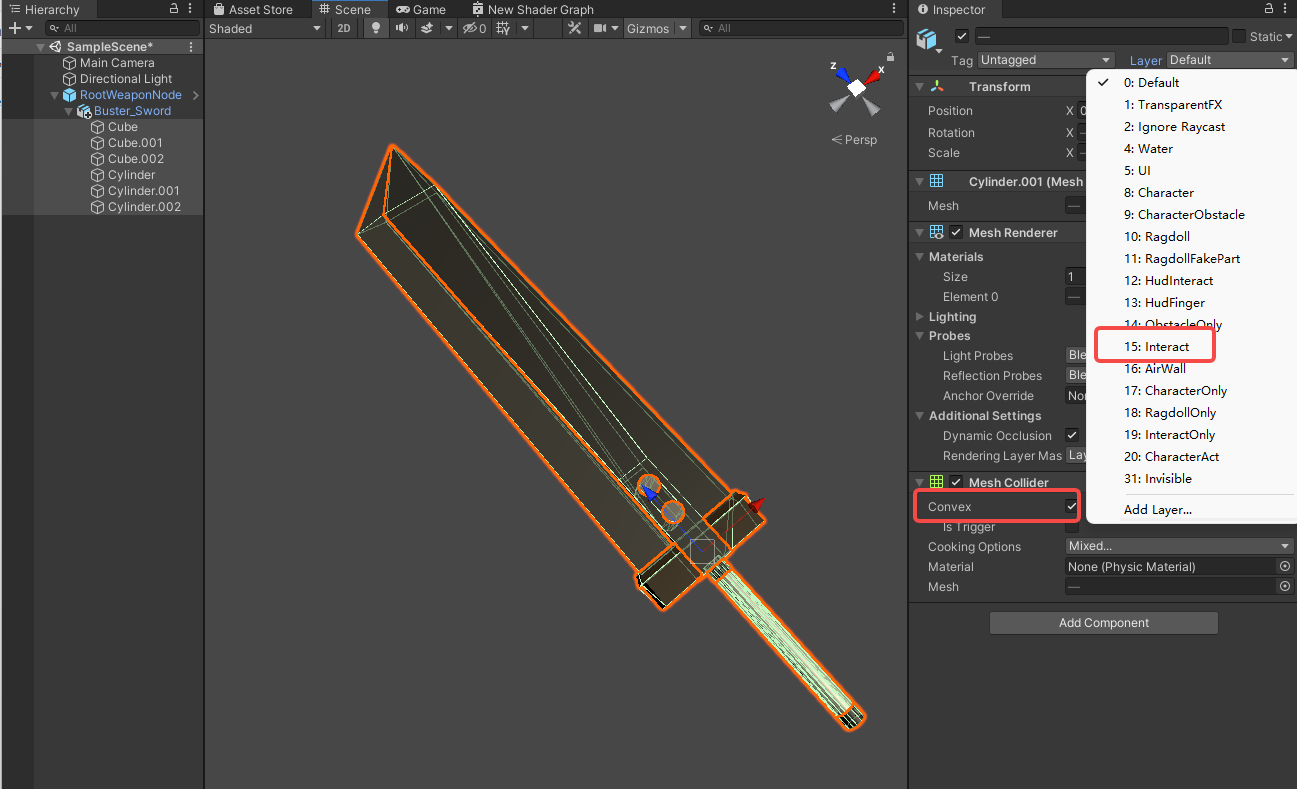 Hierarchy
All
SampleScene*
Main Camera
Directional Light
RootWeaponNode
Buster_Sword
Cube
Cube.001
Cube.002
Cylinder
Cylinder.001
Cylinder.002
Asset Store
Scene
Game
New Shader Graph
Shaded
2D
0
Gizmos
All
z
x
Persp
Inspector
—
Static
Tag Untagged
Layer Default
Transform
Position X 0
Rotation X —
Scale X —
Cylinder.001 (Mesh
Mesh —
Mesh Renderer
Materials
Size 1
Element 0 —
Lighting
Probes
Light Probes Ble
Reflection Probes Ble
Anchor Override Non
Additional Settings
Dynamic Occlusion
Rendering Layer Mas Lay
Mesh Collider
Convex
Is Trigger
Cooking Options Mixed...
Material None (Physic Material)
Mesh —
Add Component
0: Default
1: TransparentFX
2: Ignore Raycast
4: Water
5: UI
8: Character
9: CharacterObstacle
10: Ragdoll
11: RagdollFakePart
12: HudInteract
13: HudFinger
14: ObstacleOnly
15: Interact
16: AirWall
17: CharacterOnly
18: RagdollOnly
19: InteractOnly
20: CharacterAct
31: Invisible
Add Layer...